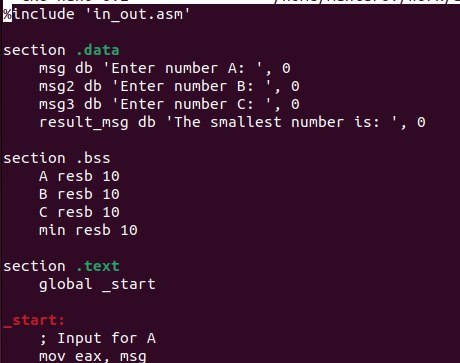 %include 'in_out.asm'
section .data
    msg db 'Enter number A: ', 0
    msg2 db 'Enter number B: ', 0
    msg3 db 'Enter number C: ', 0
    result_msg db 'The smallest number is: ', 0
section .bss
    A resb 10
    B resb 10
    C resb 10
    min resb 10
section .text
    global _start
_start:
    ; Input for A
    mov eax, msg